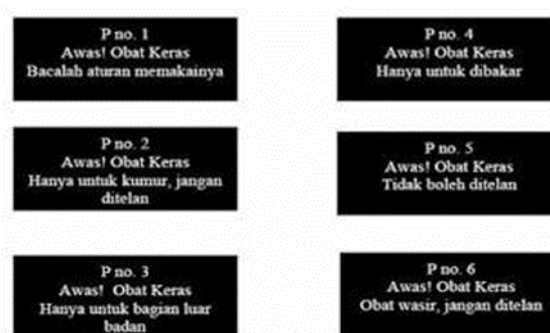 P no. 1
Awas! Obat Keras
Bacalah aturan memakainya
P no. 2
Awas! Obat Keras
Hanya untuk kumur, jangan
ditelan
P no. 3
Awas! Obat Keras
Hanya untuk bagian luar
badan
P no. 4
Awas! Obat Keras
Hanya untuk dibakar
P no. 5
Awas! Obat Keras
Tidak boleh ditelan
P no. 6
Awas! Obat Keras
Obat wasir, jangan ditelan